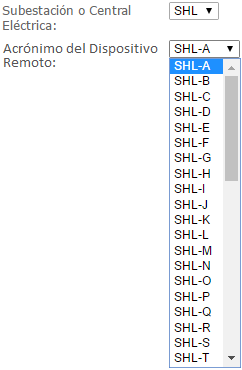 Subestación o Central SHL
Eléctrica:
Acrónimo del Dispositivo SHL-A
Remoto:
SHL-A
SHL-B
SHL-C
SHL-D
SHL-E
SHL-F
SHL-G
SHL-H
SHL-I
SHL-J
SHL-K
SHL-L
SHL-M
SHL-N
SHL-O
SHL-P
SHL-Q
SHL-R
SHL-S
SHL-T